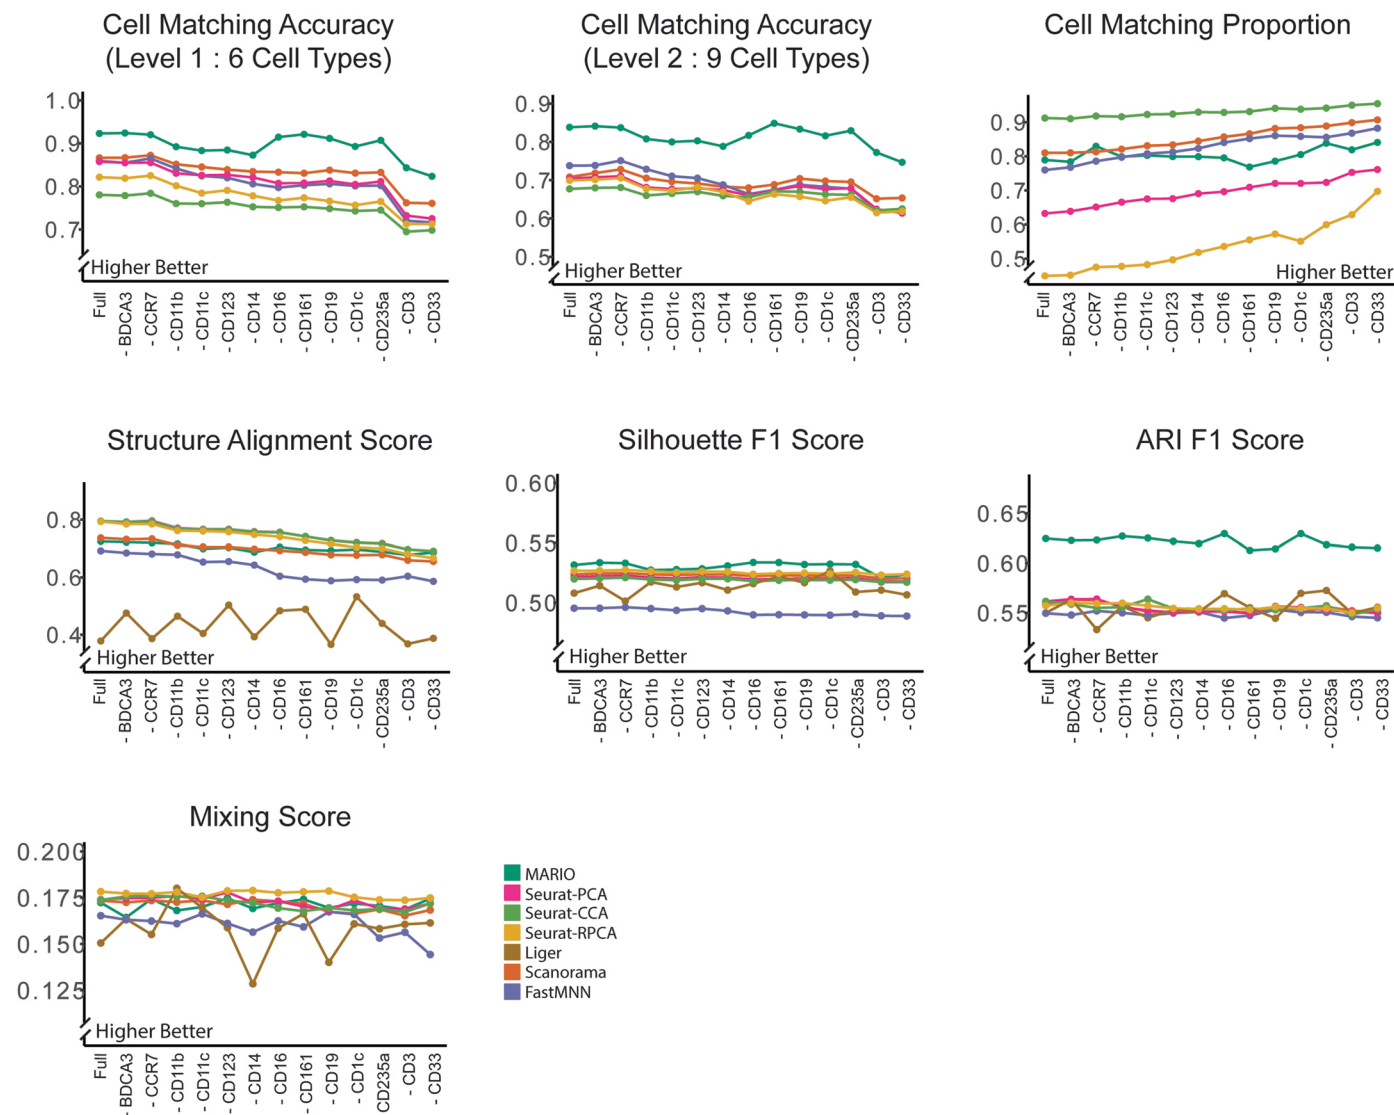 Cell Matching Accuracy
(Level 1 : 6 Cell Types)
1.0
0.9
0.8
0.7
Higher Better
Full
- BDCA3
- CCR7
- CD11b
- CD11c
- CD123
- CD14
- CD16
- CD161
- CD19
- CD1c
- CD235a
- CD3
- CD33
Cell Matching Accuracy
(Level 2 : 9 Cell Types)
0.9
0.8
0.7
0.6
0.5
Higher Better
Full
- BDCA3
- CCR7
- CD11b
- CD11c
- CD123
- CD14
- CD16
- CD161
- CD19
- CD1c
- CD235a
- CD3
- CD33
Cell Matching Proportion
0.9
0.8
0.7
0.6
0.5
Higher Better
Full
- BDCA3
- CCR7
- CD11b
- CD11c
- CD123
- CD14
- CD16
- CD161
- CD19
- CD1c
- CD235a
- CD3
- CD33
Structure Alignment Score
0.8
0.6
0.4
Higher Better
Full
- BDCA3
- CCR7
- CD11b
- CD11c
- CD123
- CD14
- CD16
- CD161
- CD19
- CD1c
- CD235a
- CD3
- CD33
Silhouette F1 Score
0.60
0.55
0.50
Higher Better
Full
- BDCA3
- CCR7
- CD11b
- CD11c
- CD123
- CD14
- CD16
- CD161
- CD19
- CD1c
- CD235a
- CD3
- CD33
ARI F1 Score
0.65
0.60
0.55
Higher Better
Full
- BDCA3
- CCR7
- CD11b
- CD11c
- CD123
- CD14
- CD16
- CD161
- CD19
- CD1c
- CD235a
- CD3
- CD33
Mixing Score
0.200
0.175
0.150
0.125
Higher Better
Full
- BDCA3
- CCR7
- CD11b
- CD11c
- CD123
- CD14
- CD16
- CD161
- CD19
- CD1c
CD235a
- CD3
- CD33
MARIO
Seurat-PCA
Seurat-CCA
Seurat-RPCA
Liger
Scanorama
FastMNN